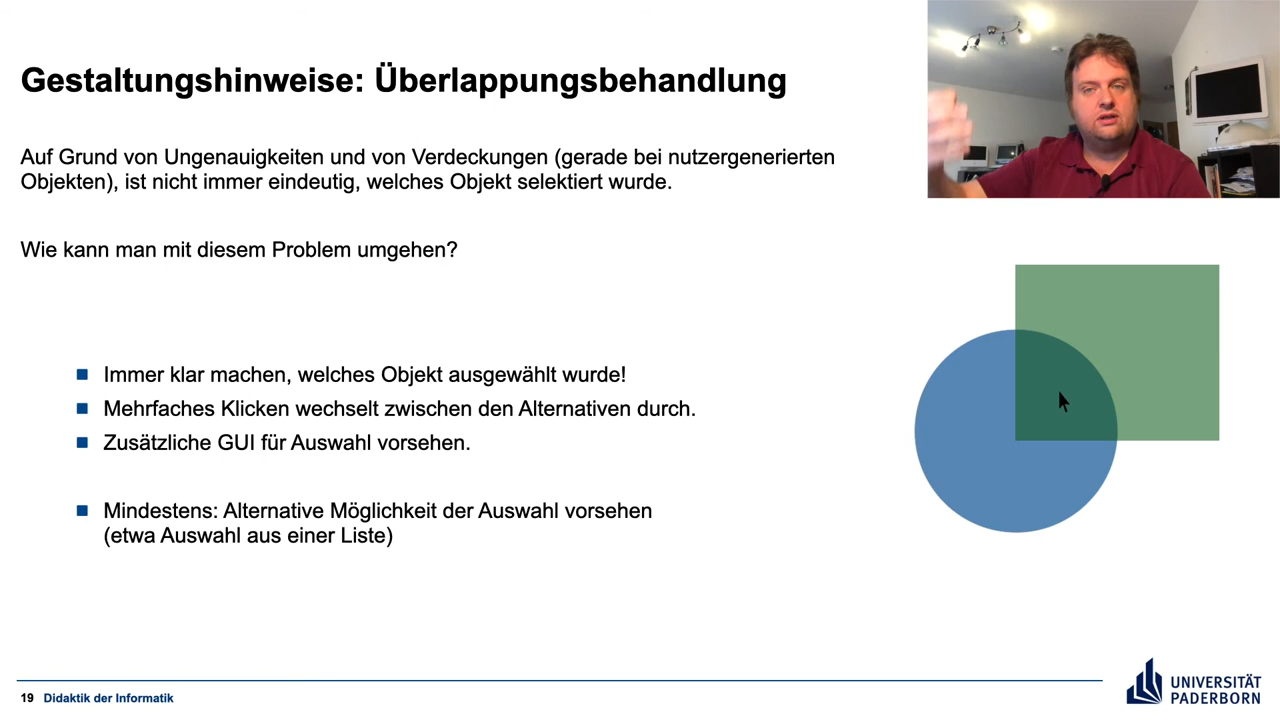 Gestaltungshinweise: Überlappungsbehandlung
Auf Grund von Ungenauigkeiten und von Verdeckungen (gerade bei nutzergenerierten
Objekten), ist nicht immer eindeutig, welches Objekt selektiert wurde.
Wie kann man mit diesem Problem umgehen?
Immer klar machen, welches Objekt ausgewählt wurde!
Mehrfaches Klicken wechselt zwischen den Alternativen durch.
Zusätzliche GUI für Auswahl vorsehen.
Mindestens: Alternative Möglichkeit der Auswahl vorsehen
(etwa Auswahl aus einer Liste)
19 Didaktik der Informatik
UNIVERSITÄT
PADERBORN